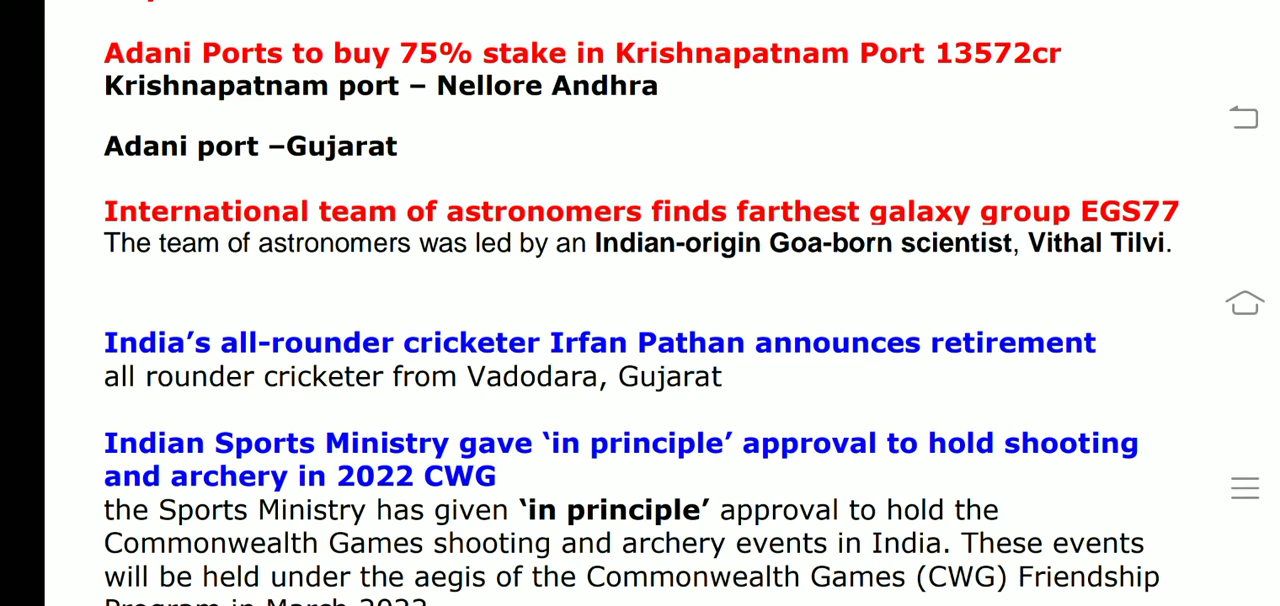 Adani Ports to buy 75% stake in Krishnapatnam Port 13572cr
Krishnapatnam port – Nellore Andhra
Adani port –Gujarat
International team of astronomers finds farthest galaxy group EGS77
The team of astronomers was led by an Indian-origin Goa-born scientist, Vithal Tilvi.
India’s all-rounder cricketer Irfan Pathan announces retirement
all rounder cricketer from Vadodara, Gujarat
Indian Sports Ministry gave ‘in principle’ approval to hold shooting
and archery in 2022 CWG
the Sports Ministry has given ‘in principle’ approval to hold the
Commonwealth Games shooting and archery events in India. These events
will be held under the aegis of the Commonwealth Games (CWG) Friendship
Program in March 2022